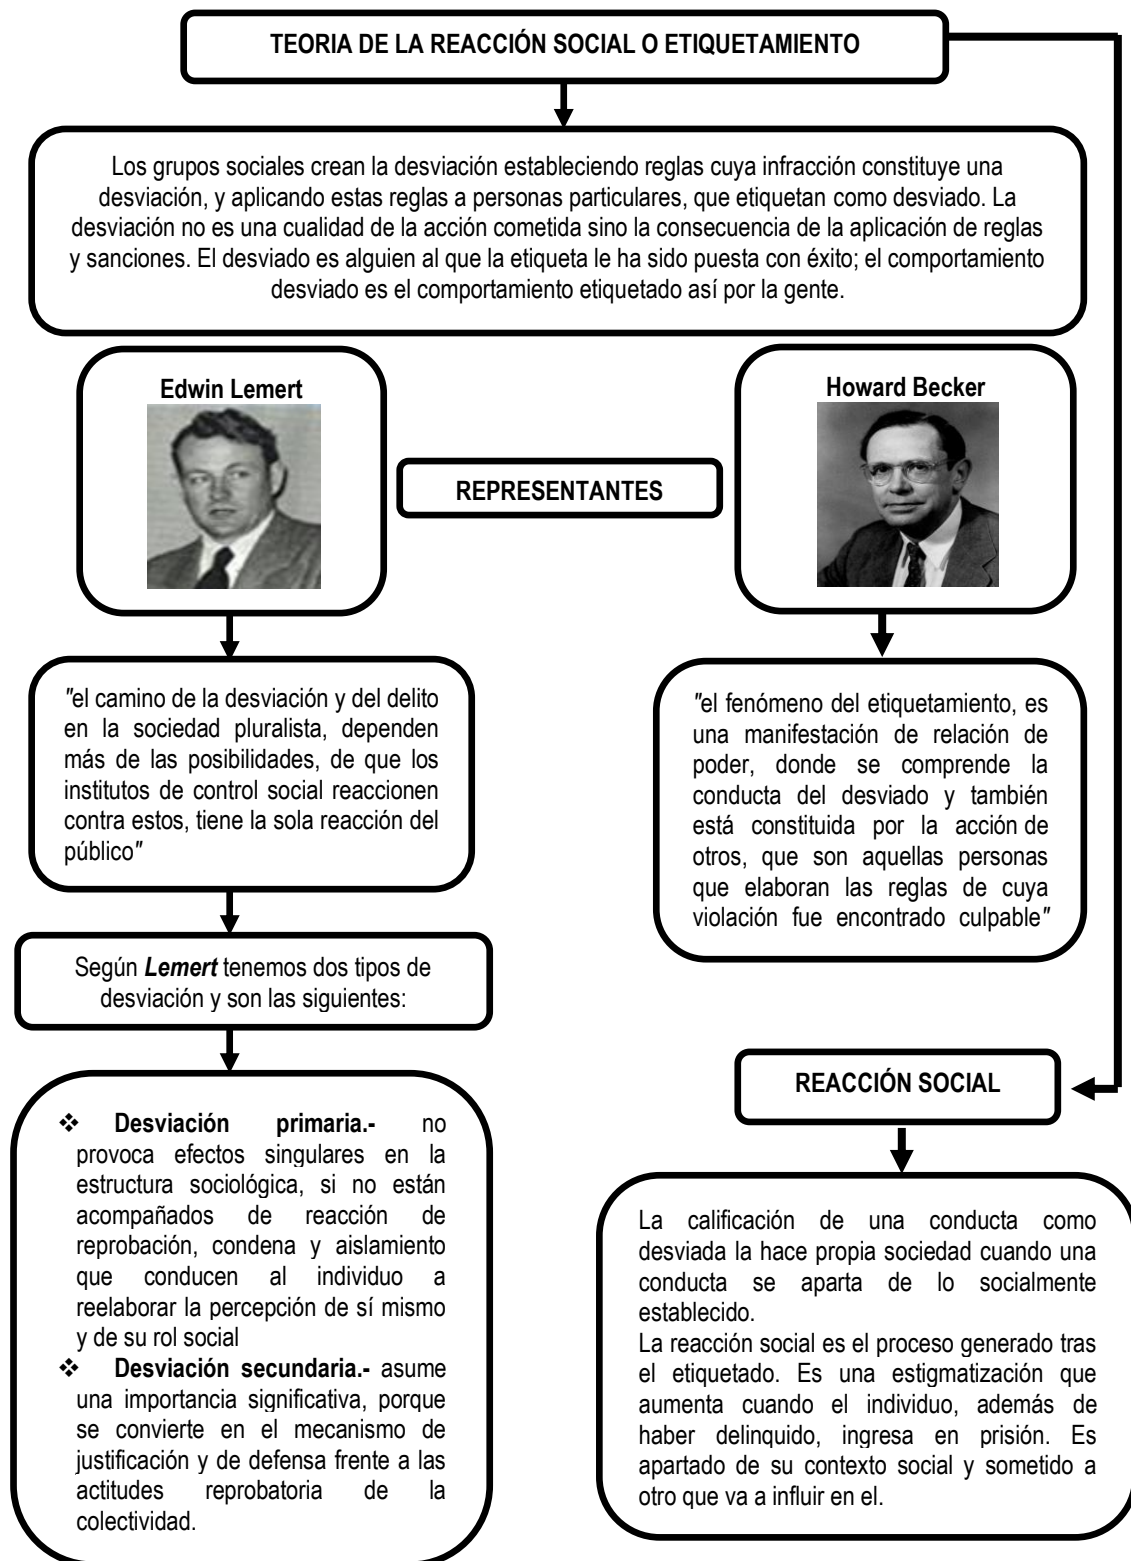 TEORIA DE LA REACCIÓN SOCIAL O ETIQUETAMIENTO
Los grupos sociales crean la desviación estableciendo reglas cuya infracción constituye una
desviación, y aplicando estas reglas a personas particulares, que etiquetan como desviado. La
desviación no es una cualidad de la acción cometida sino la consecuencia de la aplicación de reglas
y sanciones. El desviado es alguien al que la etiqueta le ha sido puesta con éxito; el comportamiento
desviado es el comportamiento etiquetado así por la gente.
Edwin Lemert
REPRESENTANTES
Howard Becker
"el camino de la desviación y del delito
en la sociedad pluralista, dependen
más de las posibilidades, de que los
institutos de control social reaccionen
contra estos, tiene la sola reacción del
público"
"el fenómeno del etiquetamiento, es
una manifestación de relación de
poder, donde se comprende la
conducta del desviado y también
está constituida por la acción de
otros, que son aquellas personas
que elaboran las reglas de cuya
violación fue encontrado culpable"
Según Lemert tenemos dos tipos de
desviación y son las siguientes:
❖ Desviación primaria.- no
provoca efectos singulares en la
estructura sociológica, si no están
acompañados de reacción de
reprobación, condena y aislamiento
que conducen al individuo a
reelaborar la percepción de sí mismo
y de su rol social
❖ Desviación secundaria.- asume
una importancia significativa, porque
se convierte en el mecanismo de
justificación y de defensa frente a las
actitudes reprobatoria de la
colectividad.
REACCIÓN SOCIAL
La calificación de una conducta como
desviada la hace propia sociedad cuando una
conducta se aparta de lo socialmente
establecido.
La reacción social es el proceso generado tras
el etiquetado. Es una estigmatización que
aumenta cuando el individuo, además de
haber delinquido, ingresa en prisión. Es
apartado de su contexto social y sometido a
otro que va a influir en el.